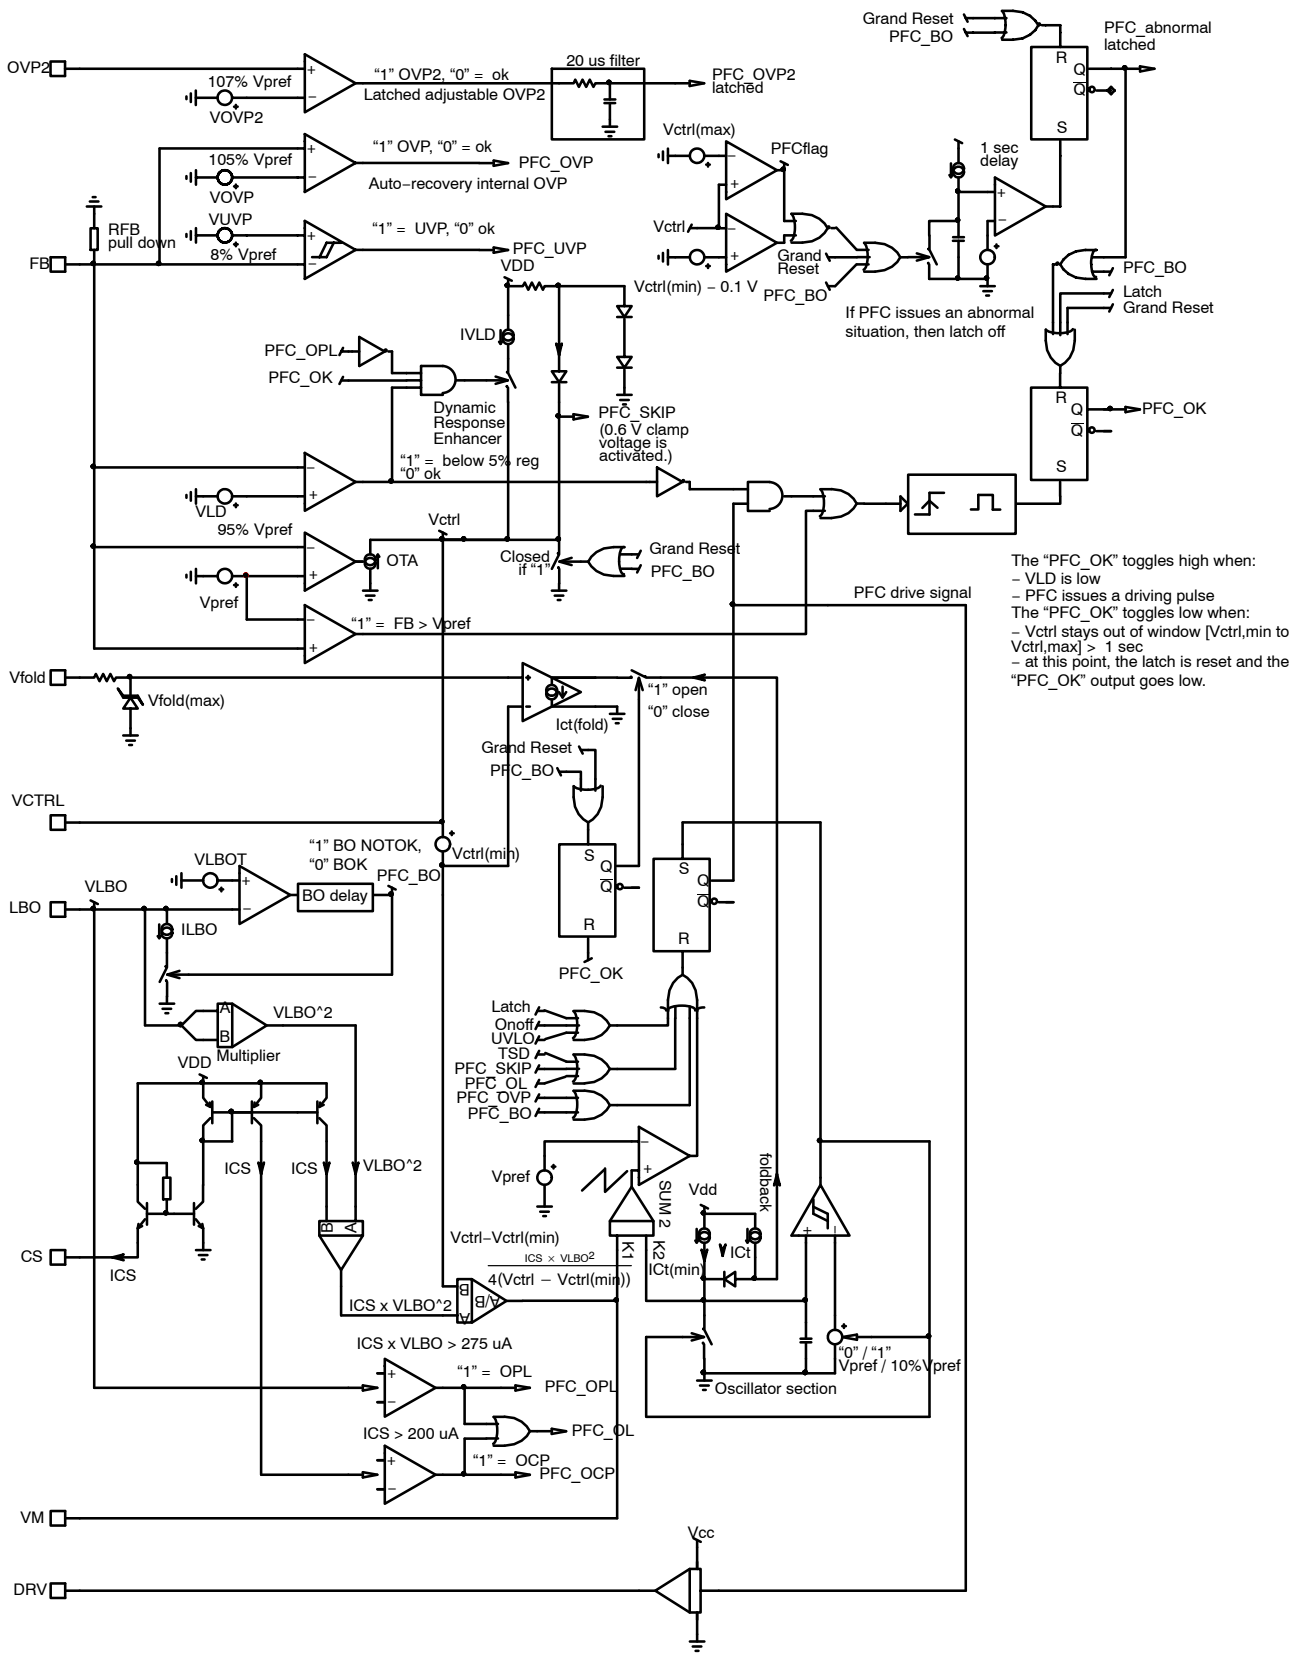 Grand Reset
PFC_BO
PFC_abnormal
latched
R
Q
Q
S
OVP2
107% Vpref
VOVP2
+
−
“1” OVP2, “0” = ok
Latched adjustable OVP2
20 us filter
PFC_OVP2
latched
105% Vpref
VOVP
+
−
“1” OVP, “0” = ok
PFC_OVP
Auto−recovery internal OVP
Vctrl(max)
PFCflag
−
+
Vctrl
+
−
Vctrl(min) − 0.1 V
Grand
Reset
PFC_BO
1 sec
delay
+
−
If PFC issues an abnormal
situation, then latch off
PFC_BO
Latch
Grand Reset
RFB
pull down
FB
VUVP
8% Vpref
+
−
“1” = UVP, “0” ok
PFC_UVP
VDD
IVLD
PFC_OPL
PFC_OK
Dynamic
Response
Enhancer
PFC_SKIP
(0.6 V clamp
voltage is
activated.)
R
Q
Q
S
PFC_OK
“1” = below 5% reg
“0” ok
−
+
VLD
95% Vpref
Vctrl
−
+
OTA
Vpref
Closed
if “1”
Grand Reset
PFC_BO
−
+
“1” = FB > Vpref
PFC drive signal
The “PFC_OK” toggles high when:
− VLD is low
− PFC issues a driving pulse
The “PFC_OK” toggles low when:
− Vctrl stays out of window [Vctrl,min to
Vctrl,max] > 1 sec
− at this point, the latch is reset and the
“PFC_OK” output goes low.
Vfold
Vfold(max)
+
−
Ict(fold)
“1” open
“0” close
Grand Reset
PFC_BO
VCTRL
Vctrl(min)
“1” BO NOTOK,
“0” BOK
VLBOT
+
−
BO delay
PFC_BO
VLBO
LBO
ILBO
S
Q
Q
R
PFC_OK
S
Q
Q
R
A
B
Multiplier
VLBO^2
VDD
Latch
Onoff
UVLO
TSD
PFC_SKIP
PFC_OL
PFC_OVP
PFC_BO
ICS
ICS
VLBO^2
B
A
Vpref
−
+
SUM 2
K1
K2
foldback
Vdd
ICt
ICt(min)
+
−
CS
ICS
Vctrl−Vctrl(min)
ICS × VLBO2
4(Vctrl − Vctrl(min))
B
A
A/B
ICS x VLBO^2
“0” / “1”
Vpref / 10%Vpref
Oscillator section
ICS x VLBO > 275 uA
+
−
“1” = OPL
PFC_OPL
ICS > 200 uA
PFC_OL
+
−
“1” = OCP
PFC_OCP
VM
Vcc
DRV